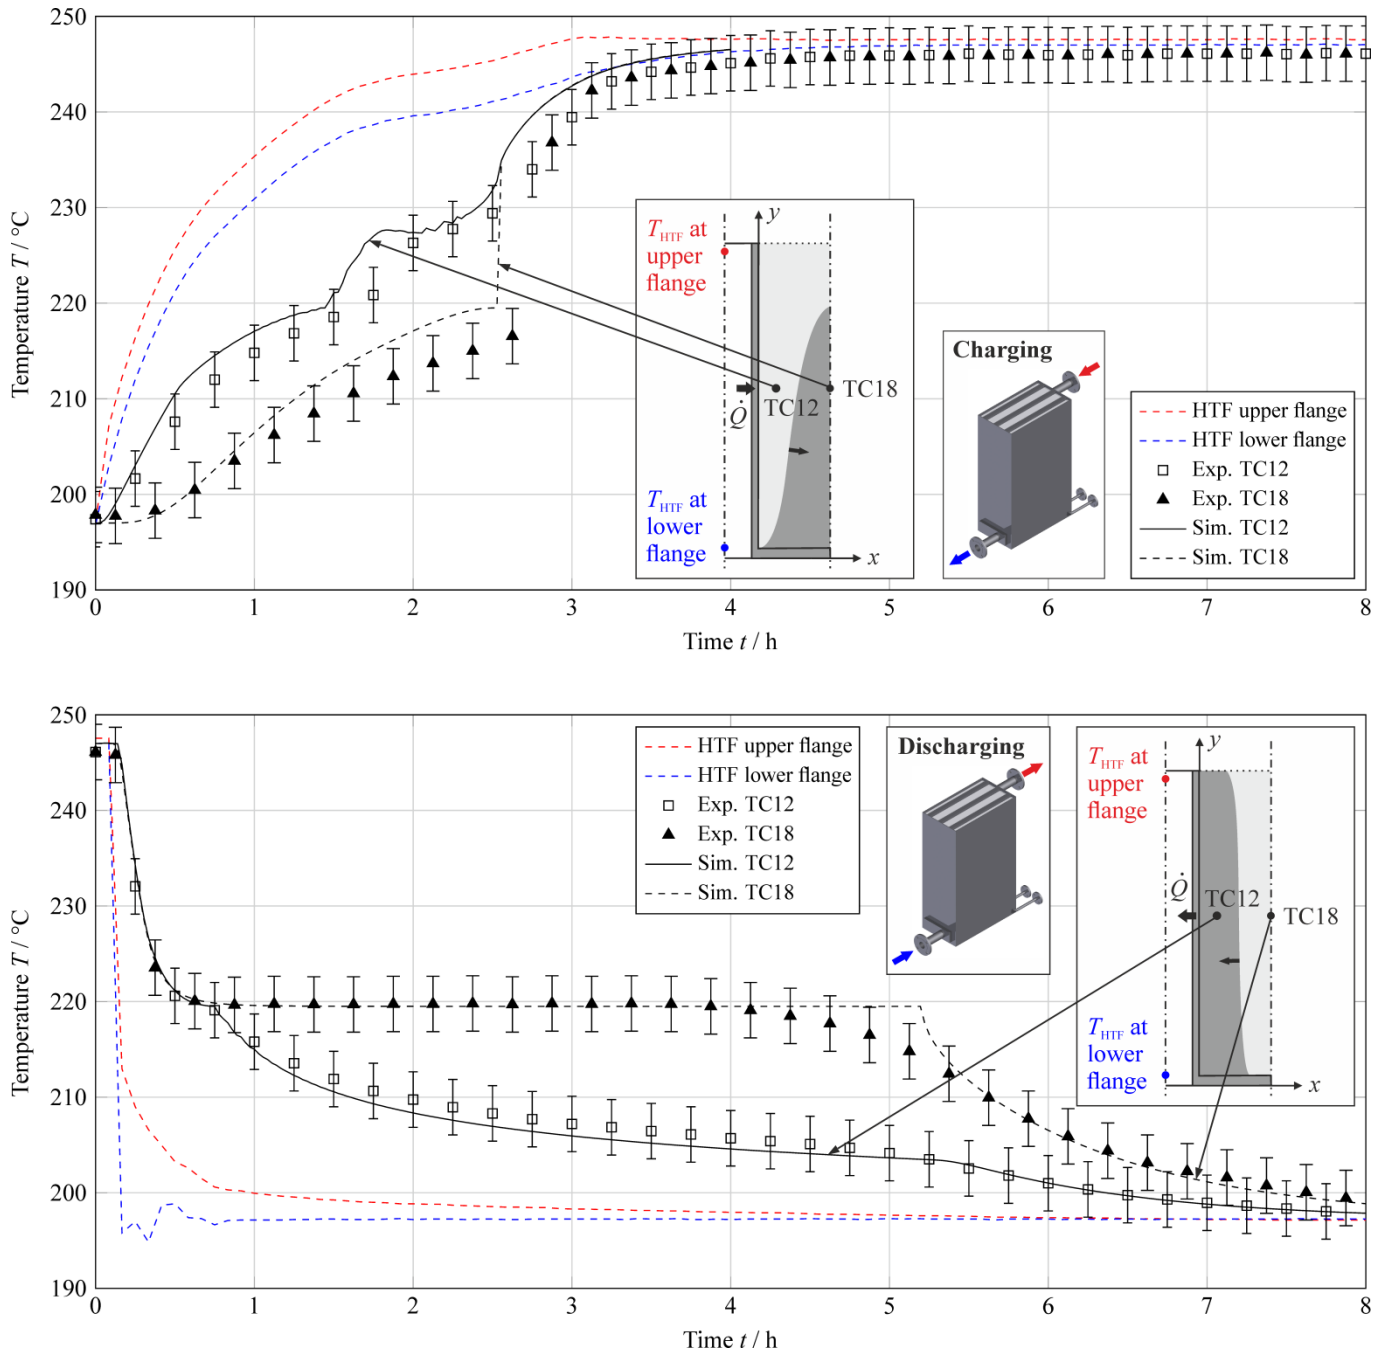 250
240
230
220
210
200
190
Temperature T / °C
0 1 2 3 4 5 6 7 8
Time t / h
T_HTF at
upper
flange
T_HTF at
lower
flange
y
x
Q̇
TC12
TC18
Charging
HTF upper flange
HTF lower flange
Exp. TC12
Exp. TC18
Sim. TC12
Sim. TC18
250
240
230
220
210
200
190
Temperature T / °C
0 1 2 3 4 5 6 7 8
Time t / h
HTF upper flange
HTF lower flange
Exp. TC12
Exp. TC18
Sim. TC12
Sim. TC18
Discharging
T_HTF at
upper
flange
T_HTF at
lower
flange
y
x
Q̇
TC12
TC18